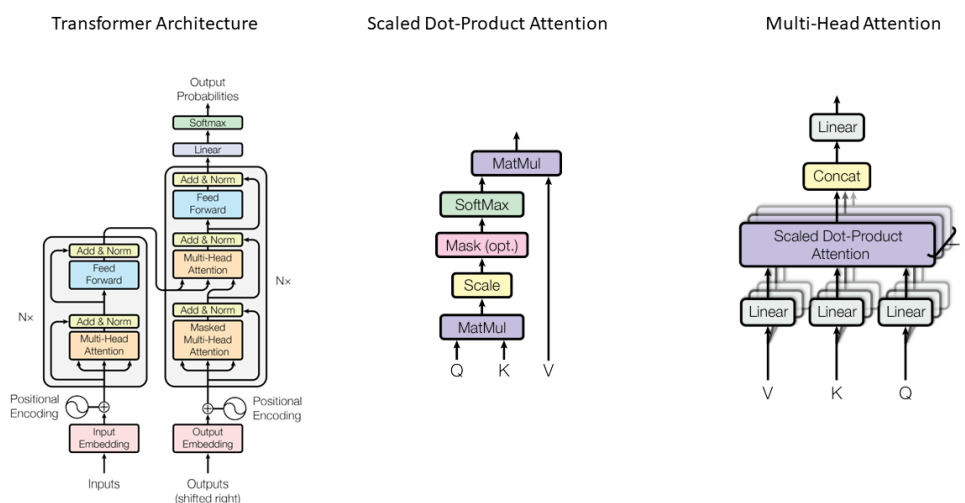 Transformer Architecture
Scaled Dot-Product Attention
Multi-Head Attention
Output
Probabilities
Softmax
Linear
Add & Norm
Feed
Forward
Add & Norm
Multi-Head
Attention
Add & Norm
Masked
Multi-Head
Attention
Nx
Add & Norm
Feed
Forward
Add & Norm
Multi-Head
Attention
Nx
Positional
Encoding
Positional
Encoding
Input
Embedding
Output
Embedding
Inputs
Outputs
(shifted right)
MatMul
SoftMax
Mask (opt.)
Scale
MatMul
Q K V
Linear
Concat
Scaled Dot-Product
Attention
Linear Linear Linear
V K Q